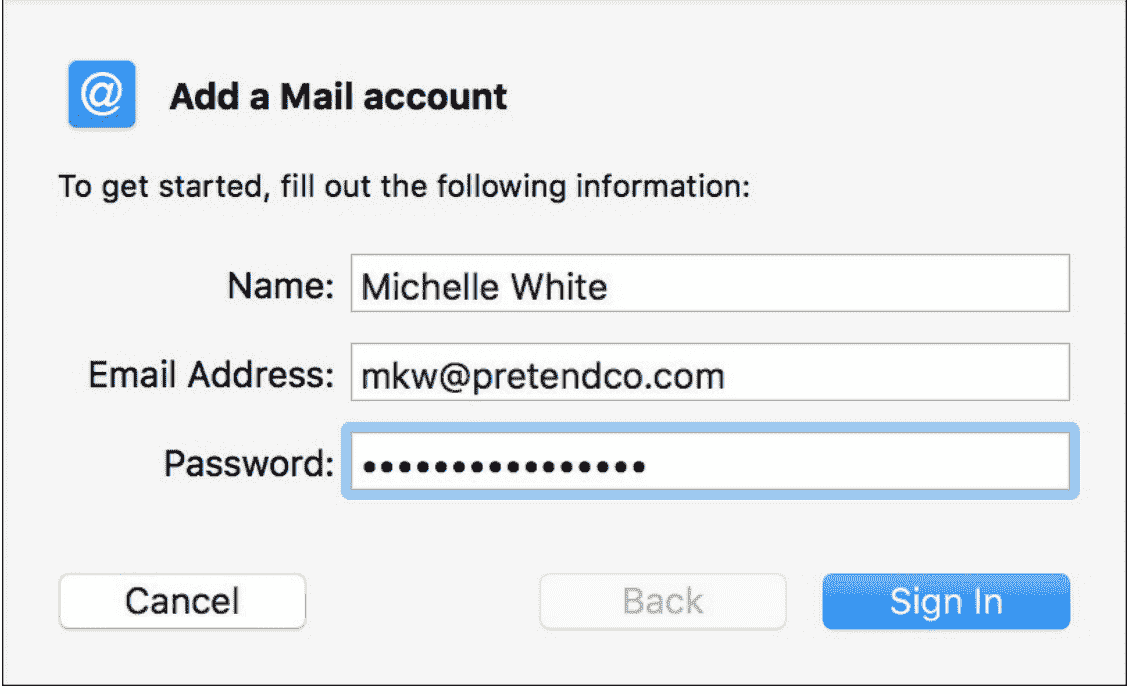 @ Add a Mail account
To get started, fill out the following information:
Name: Michelle White
Email Address: mkw@pretendco.com
Password: ••••••••••••••••
Cancel Back Sign In